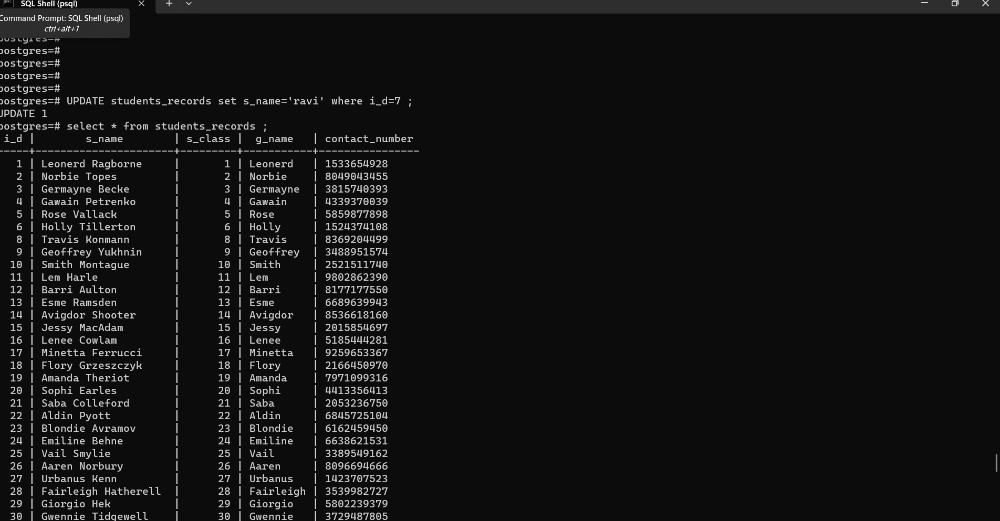 SQL Shell (psql)
Command Prompt: SQL Shell (psql)
ctrl+alt+1
postgres=#
postgres=#
postgres=#
postgres=#
postgres=#
postgres=# UPDATE students_records set s_name='ravi' where i_d=7 ;
UPDATE 1
postgres=# select * from students_records ;
i_d | s_name | s_class | g_name | contact_number
-----+----------------------+---------+-----------+----------------
1 | Leonerd Ragborne | 1 | Leonerd | 1533654928
2 | Norbie Topes | 2 | Norbie | 8049043455
3 | Germayne Becke | 3 | Germayne | 3815740393
4 | Gawain Petrenko | 4 | Gawain | 4339370039
5 | Rose Vallack | 5 | Rose | 5859877898
6 | Holly Tillerton | 6 | Holly | 1524374108
8 | Travis Konmann | 8 | Travis | 8369204499
9 | Geoffrey Yukhnin | 9 | Geoffrey | 3488951574
10 | Smith Montague | 10 | Smith | 2521511740
11 | Lem Harle | 11 | Lem | 9802862390
12 | Barri Aulton | 12 | Barri | 8177177550
13 | Esme Ramsden | 13 | Esme | 6689639943
14 | Avigdor Shooter | 14 | Avigdor | 8536618160
15 | Jessy MacAdam | 15 | Jessy | 2015854697
16 | Lenee Cowlam | 16 | Lenee | 5185444281
17 | Minetta Ferrucci | 17 | Minetta | 9259653367
18 | Flory Grzeszczyk | 18 | Flory | 2166450970
19 | Amanda Theriot | 19 | Amanda | 7971099316
20 | Sophi Earles | 20 | Sophi | 4413356413
21 | Saba Colleford | 21 | Saba | 2053236750
22 | Aldin Pyott | 22 | Aldin | 6845725104
23 | Blondie Avramov | 23 | Blondie | 6162459450
24 | Emiline Behne | 24 | Emiline | 6638621531
25 | Vail Smylie | 25 | Vail | 3389549162
26 | Aaren Norbury | 26 | Aaren | 8096694666
27 | Urbanus Kenn | 27 | Urbanus | 1423707523
28 | Fairleigh Hatherell | 28 | Fairleigh | 3539982727
29 | Giorgio Hek | 29 | Giorgio | 5802239379
30 | Gwennie Tidgewell | 30 | Gwennie | 3729487805